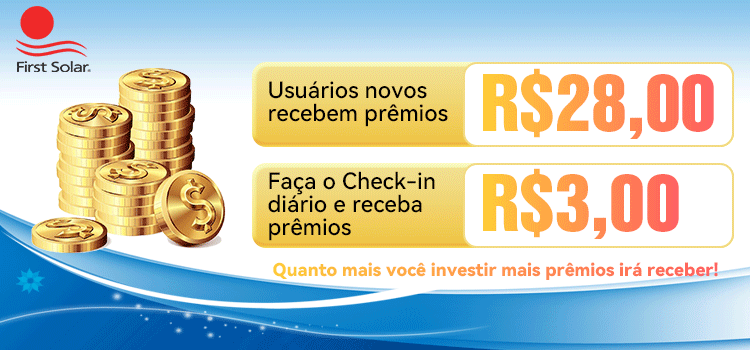 First Solar.
Usuários novos
recebem prêmios
R$28,00
Faça o Check-in
diário e receba
prêmios
R$3,00
Quanto mais você investir mais prêmios irá receber!